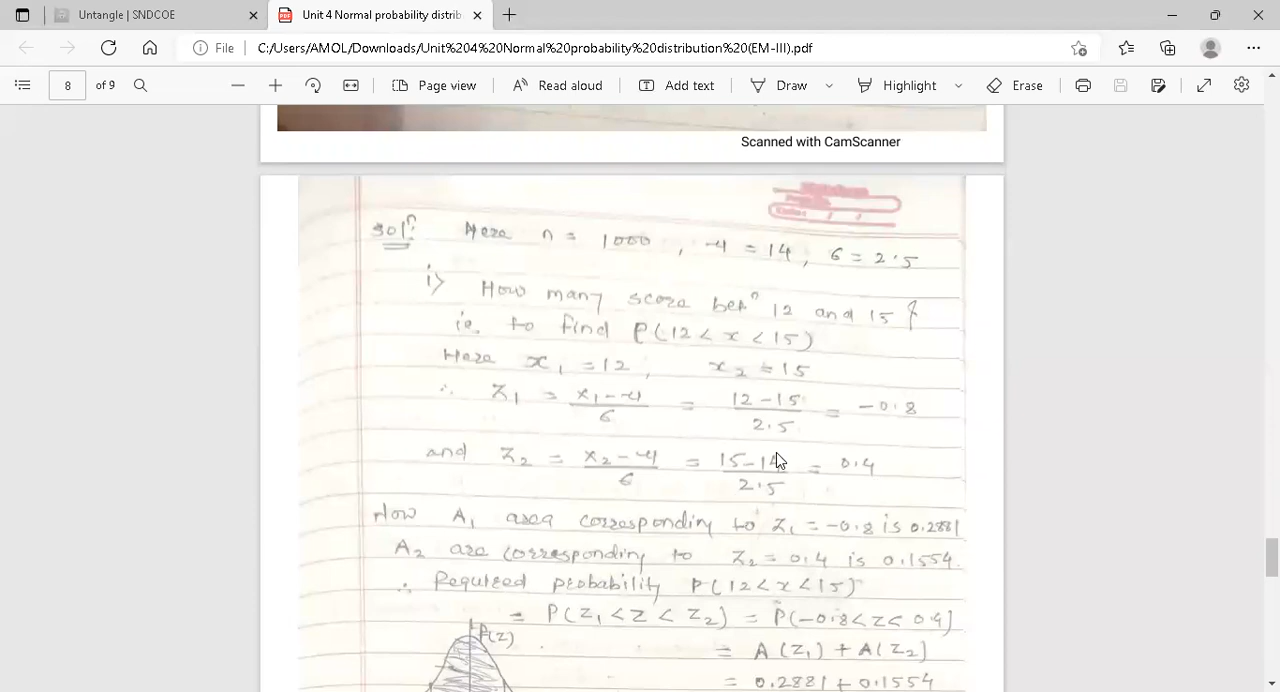 Untangle | SNDCOE
Unit 4 Normal probability distrib
File
C:/Users/AMOL/Downloads/Unit%204%20Normal%20probability%20distribution%20(EM-III).pdf
8 of 9
Page view
Read aloud
Add text
Draw
Highlight
Erase
Scanned with CamScanner
Solⁿ: Here n = 1000, μ = 14, σ = 2.5
i) How many score betⁿ 12 and 15 ?
ie. to find P(12 < x < 15)
Here x₁ = 12, x₂ = 15
∴ Z₁ = (x₁ - μ)/σ = (12 - 15)/2.5 = -0.8
and Z₂ = (x₂ - μ)/σ = (15 - 14)/2.5 = 0.4
Now A₁ area corresponding to Z₁ = -0.8 is 0.2881
A₂ are corresponding to Z₂ = 0.4 is 0.1554.
∴ Required probability P(12 < x < 15)
= P(Z₁ < Z < Z₂) = P(-0.8 < Z < 0.4)
P(Z)
= A(Z₁) + A(Z₂)
= 0.2881 + 0.1554